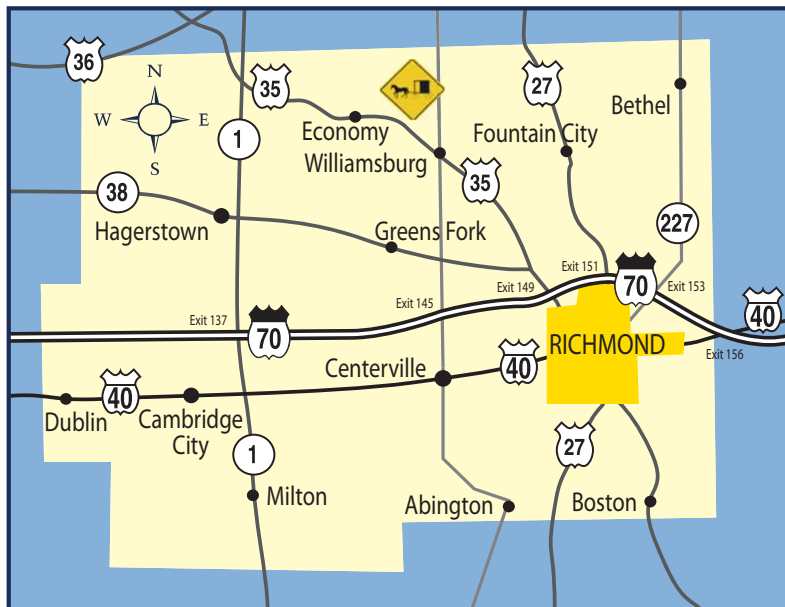 36
N
W
E
S
35
27
Bethel
1
Economy
Fountain City
Williamsburg
35
38
Hagerstown
Greens Fork
227
Exit 151
70
Exit 153
Exit 149
Exit 145
Exit 137
70
40
RICHMOND
Exit 156
Centerville
40
40
Dublin
Cambridge
City
27
1
Milton
Abington
Boston